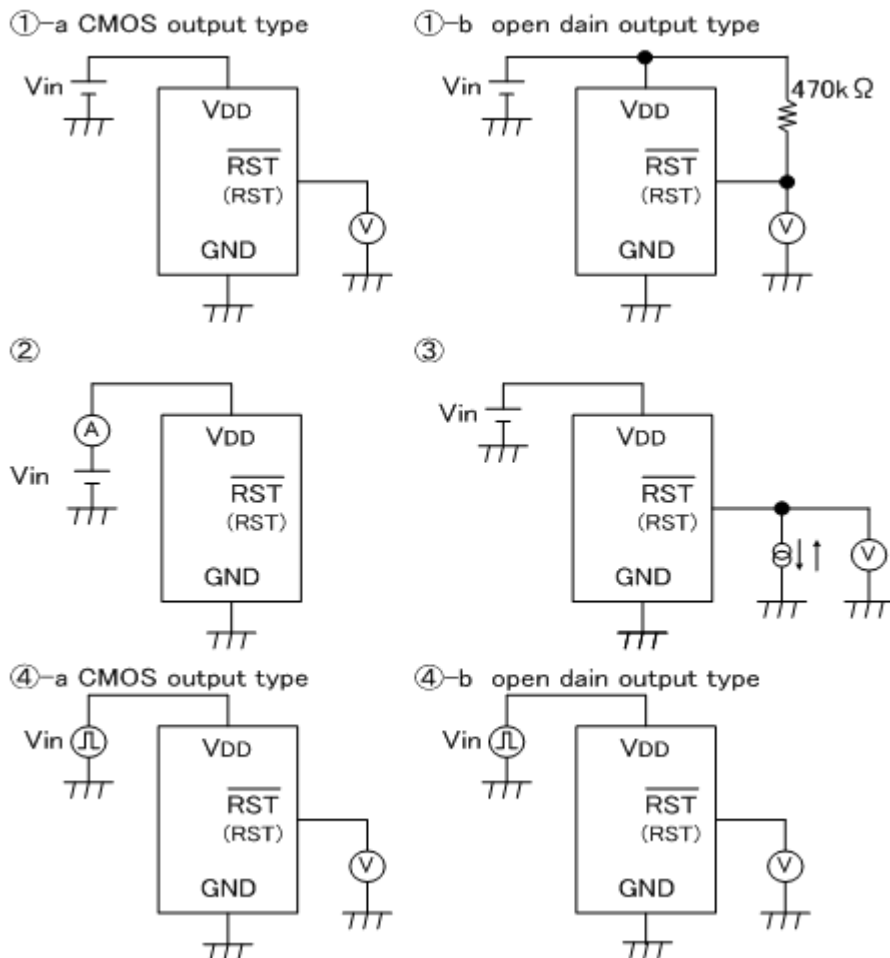 ①-a CMOS output type
Vin
VDD
RST
(RST)
GND
V
①-b open dain output type
Vin
470kΩ
VDD
RST
(RST)
GND
V
②
A
Vin
VDD
RST
(RST)
GND
③
Vin
VDD
RST
(RST)
GND
V
④-a CMOS output type
Vin
VDD
RST
(RST)
GND
V
④-b open dain output type
Vin
VDD
RST
(RST)
GND
V